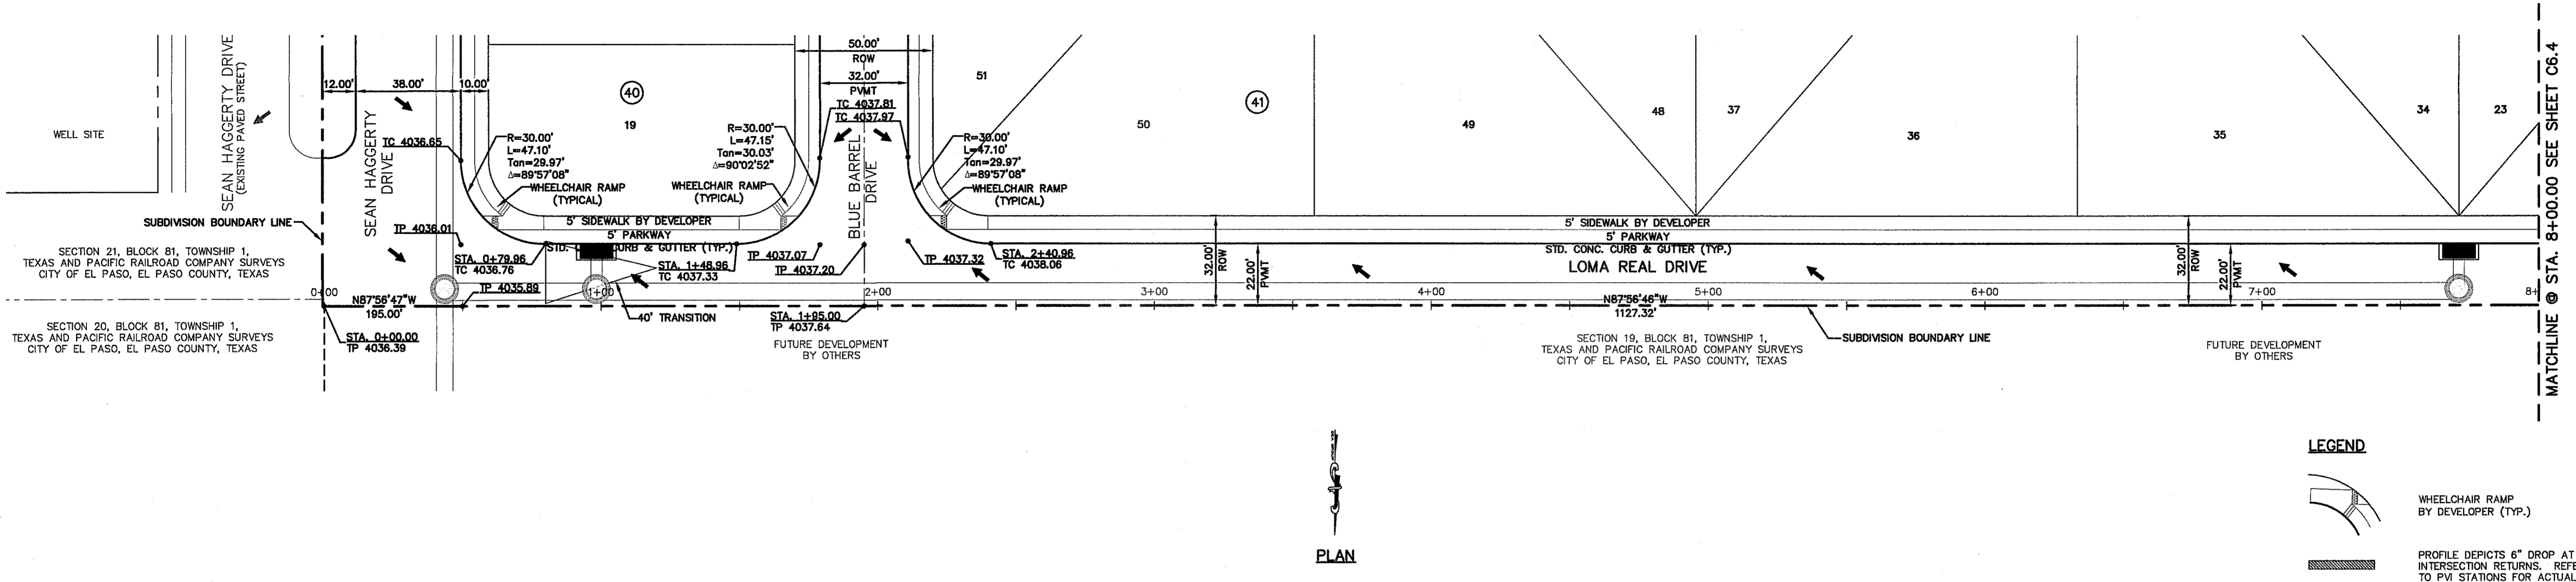 WELL SITE
SEAN HAGGERTY DRIVE
(EXISTING PAVED STREET)
12.00'
38.00'
10.00'
SEAN HAGGERTY
DRIVE
TC 4036.65
SUBDIVISION BOUNDARY LINE
SECTION 21, BLOCK 81, TOWNSHIP 1,
TEXAS AND PACIFIC RAILROAD COMPANY SURVEYS
CITY OF EL PASO, EL PASO COUNTY, TEXAS
SECTION 20, BLOCK 81, TOWNSHIP 1,
TEXAS AND PACIFIC RAILROAD COMPANY SURVEYS
CITY OF EL PASO, EL PASO COUNTY, TEXAS
40
19
R=30.00'
L=47.10'
Tan=29.97'
Δ=89°57'08"
WHEELCHAIR RAMP
(TYPICAL)
R=30.00'
L=47.15'
Tan=30.03'
Δ=90°02'52"
WHEELCHAIR RAMP
(TYPICAL)
50.00'
ROW
32.00'
PVMT
TC 4037.81
TC 4037.97
BLUE BARREL
DRIVE
R=30.00'
L=47.10'
Tan=29.97'
Δ=89°57'08"
WHEELCHAIR RAMP
(TYPICAL)
51
50
41
49
48
37
36
35
34
23
TP 4036.01
5' SIDEWALK BY DEVELOPER
5' PARKWAY
STD. CURB & GUTTER (TYP.)
STA. 0+79.96
TC 4036.76
STA. 1+48.96
TC 4037.33
TP 4037.07
TP 4037.20
TP 4037.32
STA. 2+40.96
TC 4038.06
TP 4035.89
32.00'
ROW
22.00'
PVMT
5' SIDEWALK BY DEVELOPER
5' PARKWAY
STD. CONC. CURB & GUTTER (TYP.)
LOMA REAL DRIVE
32.00'
ROW
22.00'
PVMT
0+00
1+00
2+00
3+00
4+00
5+00
6+00
7+00
8+
N87°56'47"W
195.00'
STA. 0+00.00
TP 4036.39
40' TRANSITION
STA. 1+95.00
TP 4037.64
FUTURE DEVELOPMENT
BY OTHERS
N87°56'46"W
1127.32'
SECTION 19, BLOCK 81, TOWNSHIP 1,
TEXAS AND PACIFIC RAILROAD COMPANY SURVEYS
CITY OF EL PASO, EL PASO COUNTY, TEXAS
SUBDIVISION BOUNDARY LINE
FUTURE DEVELOPMENT
BY OTHERS
MATCHLINE @ STA. 8+00.00 SEE SHEET C6.4
PLAN
LEGEND
WHEELCHAIR RAMP
BY DEVELOPER (TYP.)
PROFILE DEPICTS 6" DROP AT
INTERSECTION RETURNS.
TO PVI STATIONS FOR ACTUAL